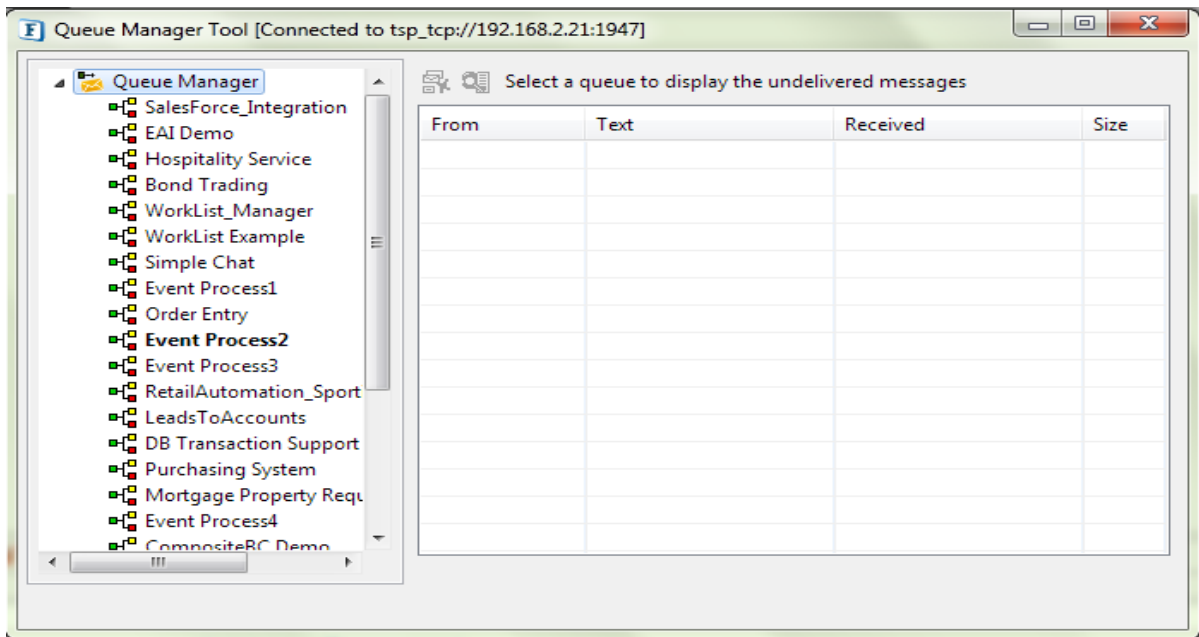 Queue Manager Tool [Connected to tsp_tcp://192.168.2.21:1947]
Queue Manager
SalesForce_Integration
EAI Demo
Hospitality Service
Bond Trading
WorkList_Manager
WorkList Example
Simple Chat
Event Process1
Order Entry
Event Process2
Event Process3
RetailAutomation_Sport
LeadsToAccounts
DB Transaction Support
Purchasing System
Mortgage Property Requ
Event Process4
CompositeBC Demo
Select a queue to display the undelivered messages
From Text Received Size